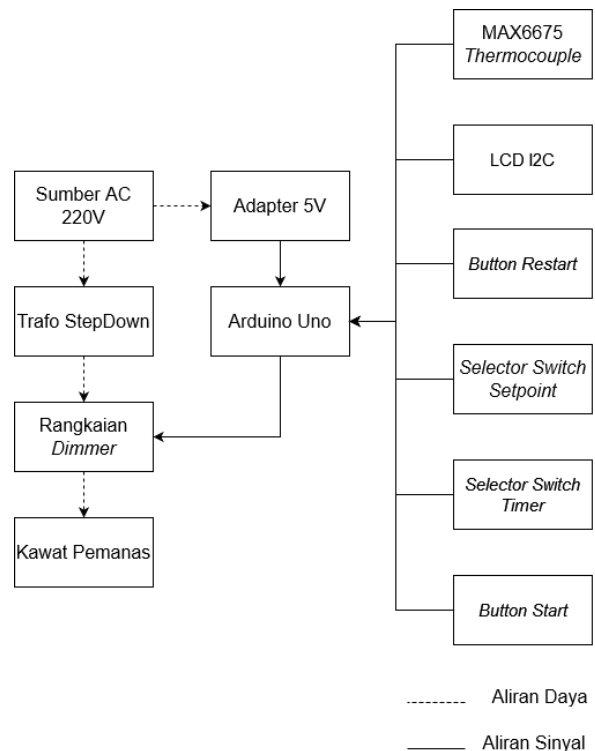 MAX6675
Thermocouple
LCD I2C
Sumber AC
220V
Adapter 5V
Button Restart
Trafo StepDown
Arduino Uno
Selector Switch
Setpoint
Rangkaian
Dimmer
Selector Switch
Timer
Kawat Pemanas
Button Start
Aliran Daya
Aliran Sinyal